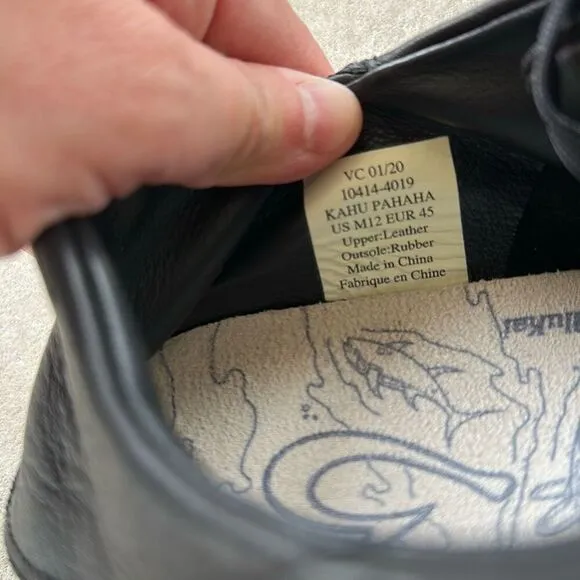 VC 01/20
10414-4019
KAHU PAHAHA
US M12 EUR 45
Upper:Leather
Outsole:Rubber
Made in China
Fabrique en Chine